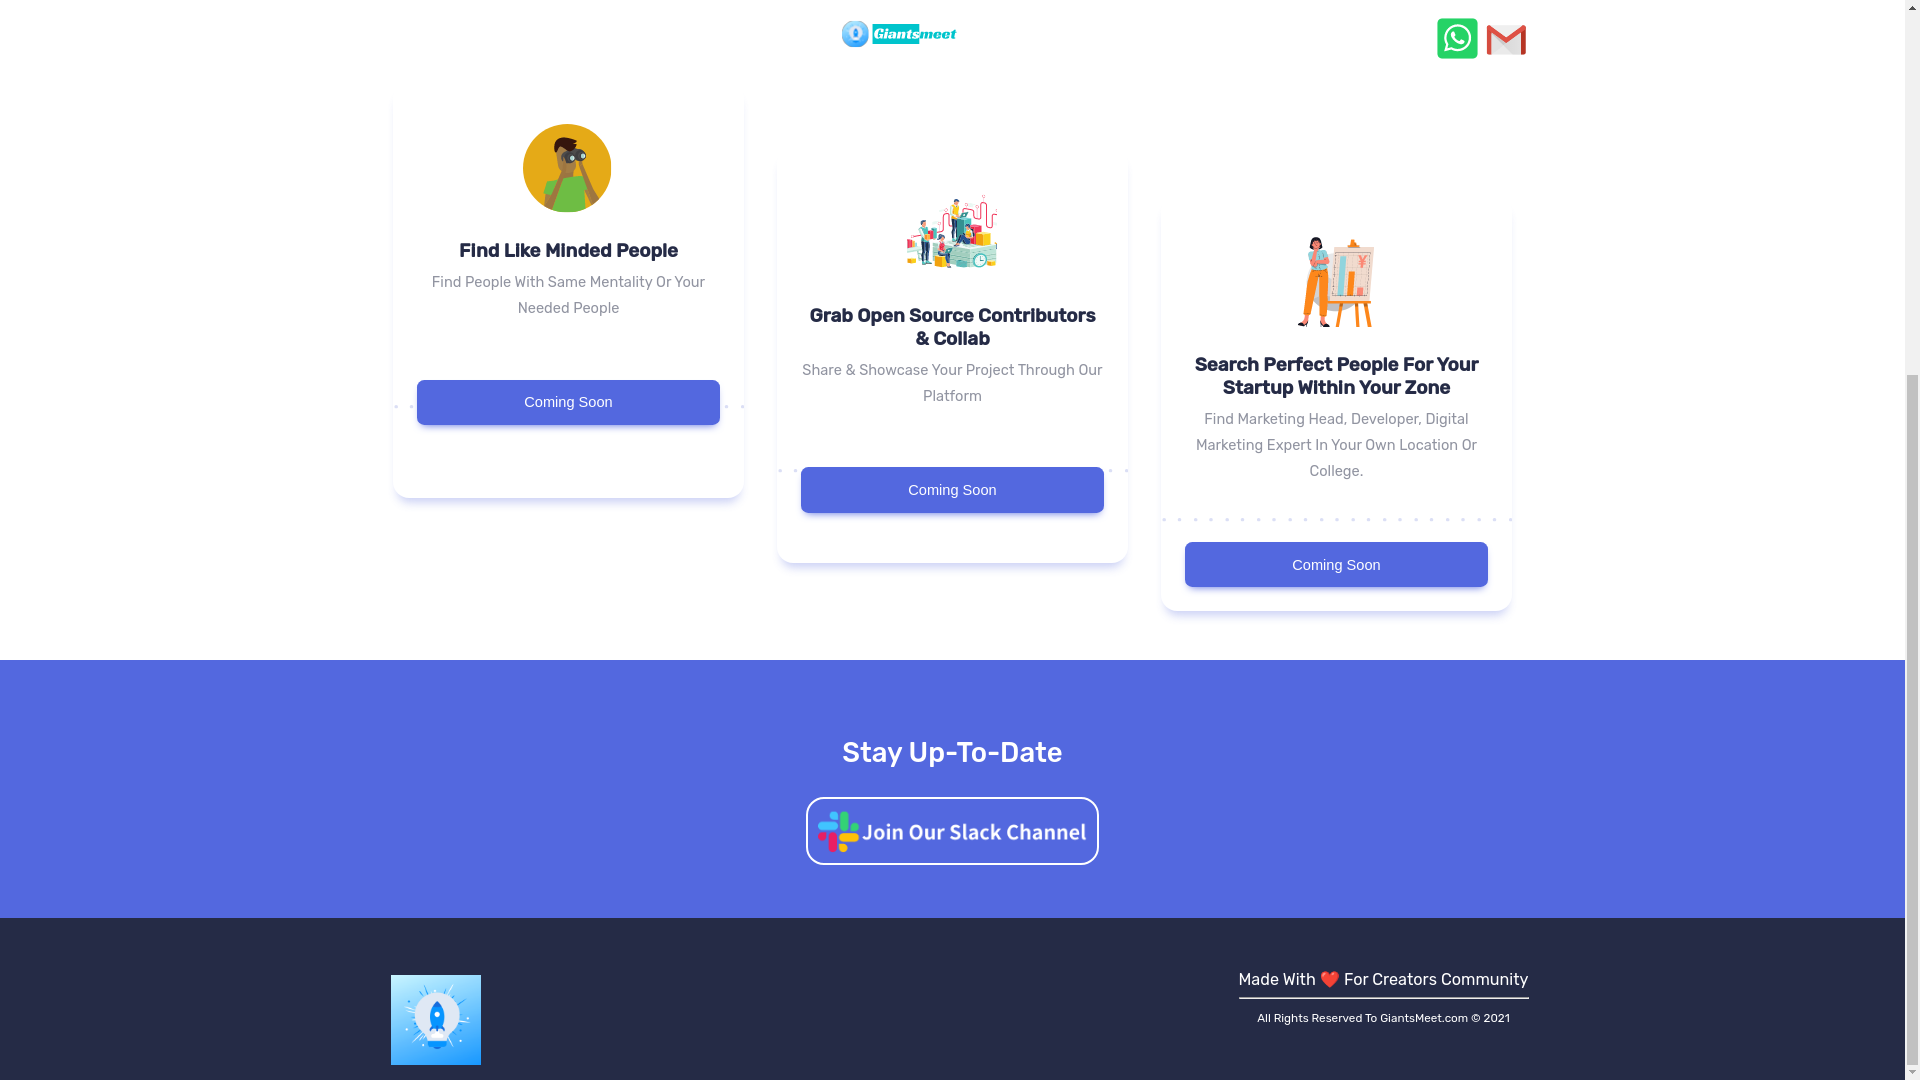 Giantsmeet
Find Like Minded People
Find People With Same Mentality Or Your
Needed People
Coming Soon
Grab Open Source Contributors
& Collab
Share & Showcase Your Project Through Our
Platform
Coming Soon
Search Perfect People For Your
Startup Within Your Zone
Find Marketing Head, Developer, Digital
Marketing Expert In Your Own Location Or
College.
Coming Soon
Stay Up-To-Date
Join Our Slack Channel
Made With ❤️ For Creators Community
All Rights Reserved To GiantsMeet.com © 2021